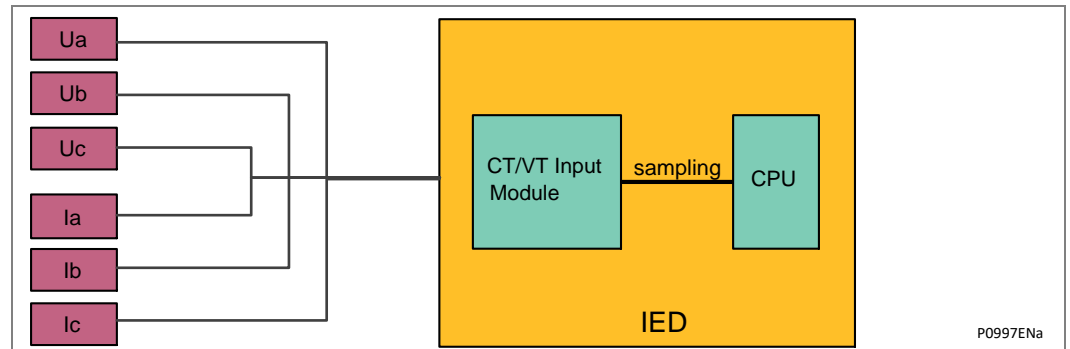 Ua
Ub
Uc
Ia
Ib
Ic
CT/VT Input
Module
sampling
CPU
IED
P0997ENa